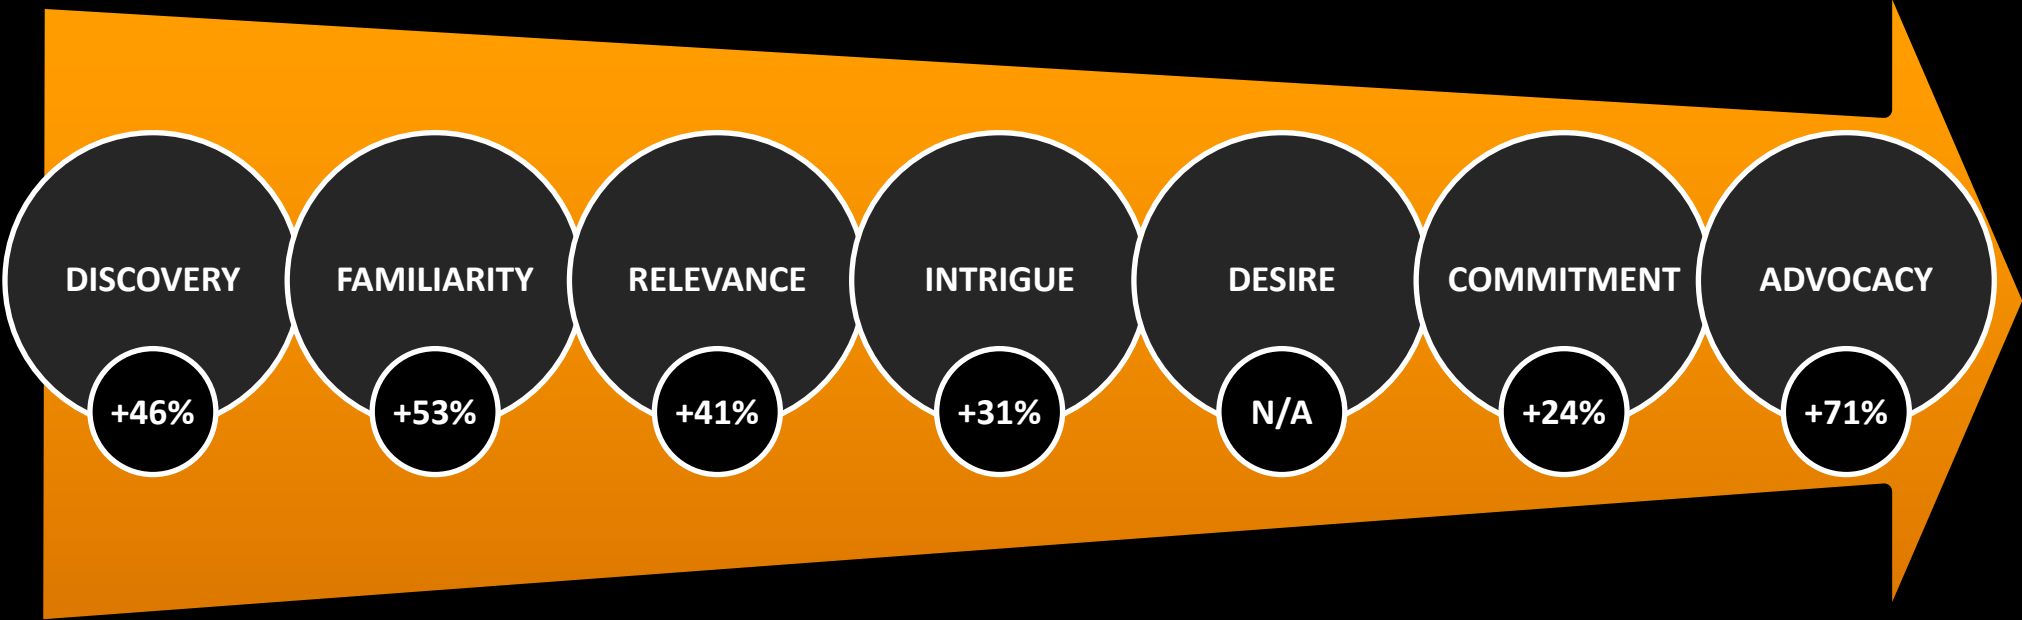 DISCOVERY
FAMILIARITY
RELEVANCE
INTRIGUE
DESIRE
COMMITMENT
ADVOCACY
+46%
+53%
+41%
+31%
N/A
+24%
+71%